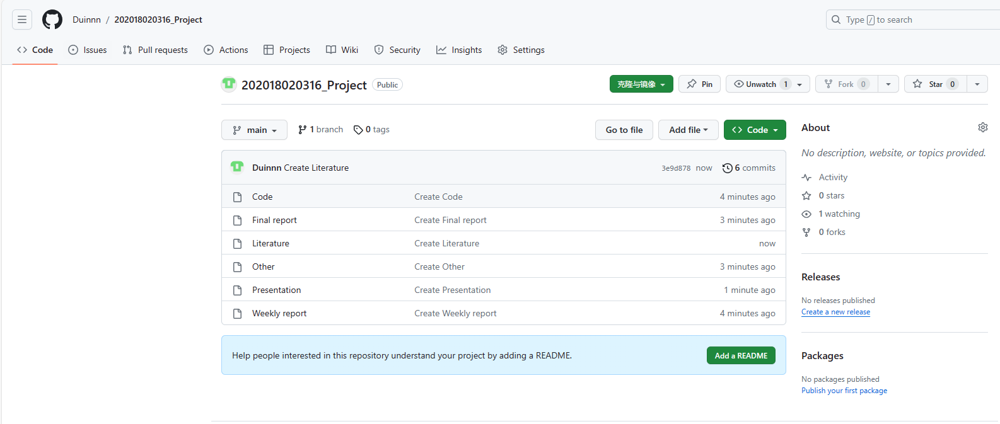 Duinnn / 202018020316_Project
Type / to search
Code Issues Pull requests Actions Projects Wiki Security Insights Settings
202018020316_Project Public
克隆与镜像 Pin Unwatch 1 Fork 0 Star 0
main 1 branch 0 tags Go to file Add file Code
Duinnn Create Literature 3e9d878 now 6 commits
Code Create Code 4 minutes ago
Final report Create Final report 3 minutes ago
Literature Create Literature now
Other Create Other 3 minutes ago
Presentation Create Presentation 1 minute ago
Weekly report Create Weekly report 4 minutes ago
Help people interested in this repository understand your project by adding a README. Add a README
About
No description, website, or topics provided.
Activity
0 stars
1 watching
0 forks
Releases
No releases published
Create a new release
Packages
No packages published
Publish your first package